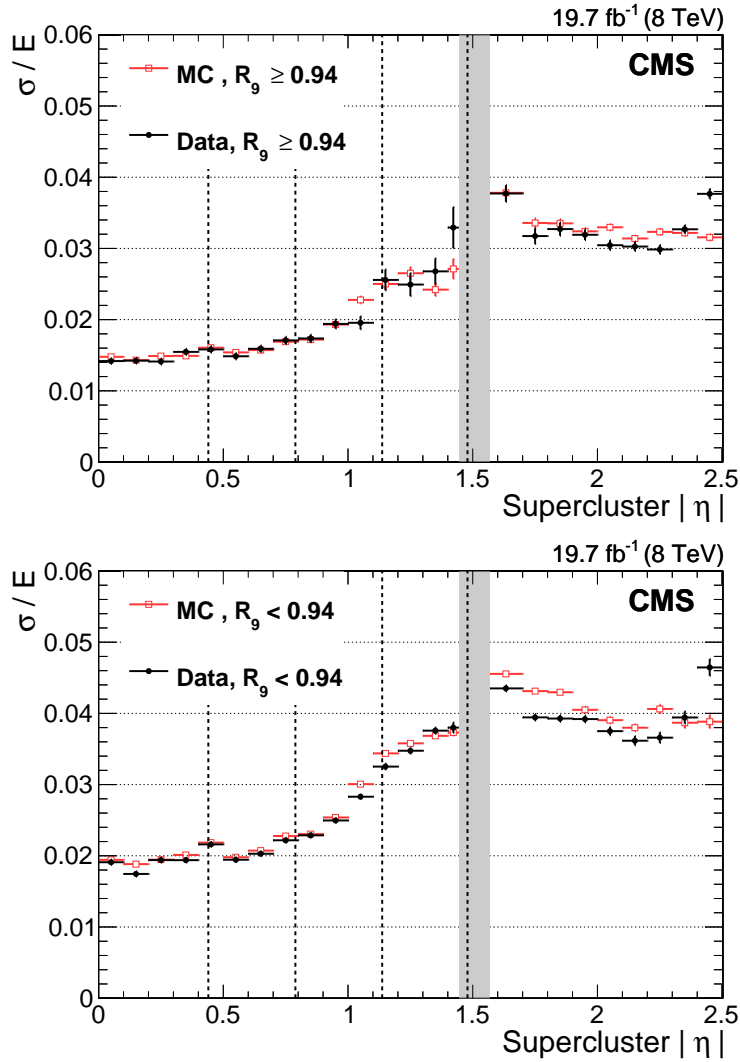 19.7 fb⁻¹ (8 TeV)
σ / E
0.06
0.05
0.04
0.03
0.02
0.01
0
CMS
MC , R₉ ≥ 0.94
Data, R₉ ≥ 0.94
0 0.5 1 1.5 2 2.5
Supercluster | η |
19.7 fb⁻¹ (8 TeV)
σ / E
0.06
0.05
0.04
0.03
0.02
0.01
0
CMS
MC , R₉ < 0.94
Data, R₉ < 0.94
0 0.5 1 1.5 2 2.5
Supercluster | η |